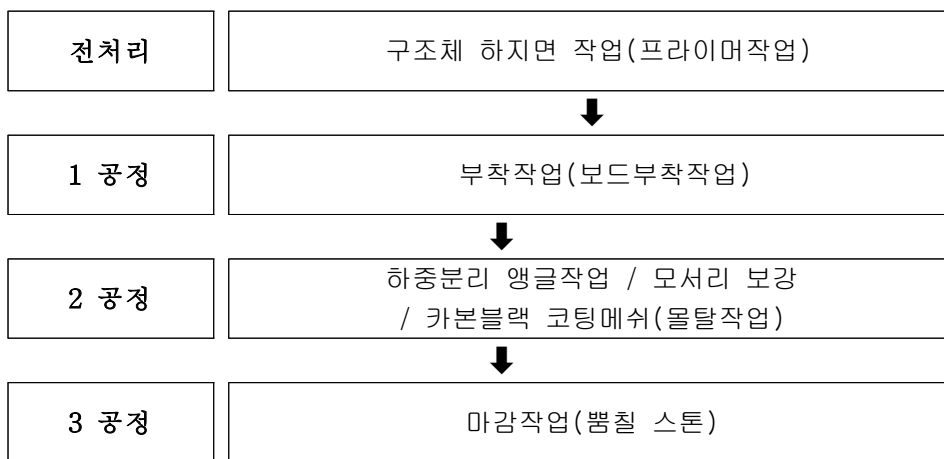 전처리
구조체 하지면 작업(프라이머작업)
1 공정
부착작업(보드부착작업)
2 공정
하중분리 앵글작업 / 모서리 보강
/ 카본블랙 코팅메쉬(몰탈작업)
3 공정
마감작업(뿜칠 스톤)